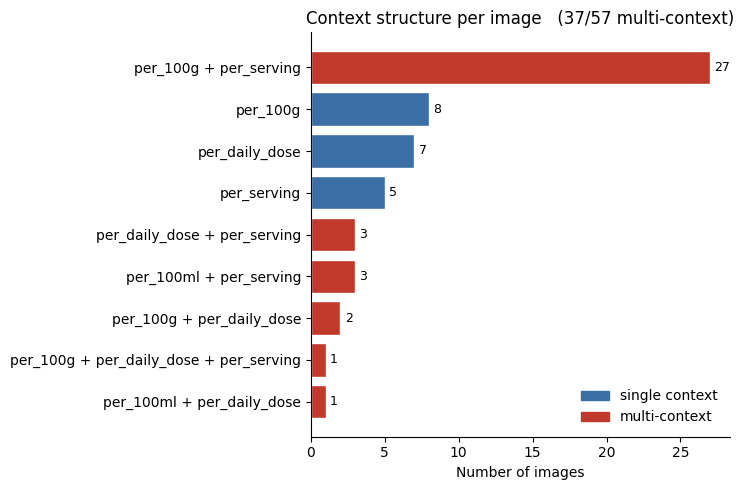 Context structure per image   (37/57 multi-context)
per_100g + per_serving 27
per_100g 8
per_daily_dose 7
per_serving 5
per_daily_dose + per_serving 3
per_100ml + per_serving 3
per_100g + per_daily_dose 2
per_100g + per_daily_dose + per_serving 1
per_100ml + per_daily_dose 1
single context
multi-context
0 5 10 15 20 25
Number of images